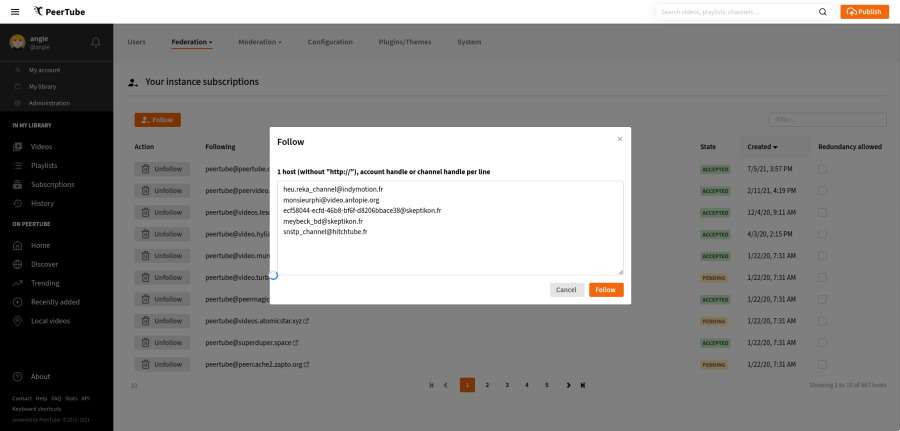 PeerTube
Search videos, playlists, channels...
Publish
angie
@angie
My account
My library
Administration
IN MY LIBRARY
Videos
Playlists
Subscriptions
History
ON PEERTUBE
Home
Discover
Trending
Recently added
Local videos
About
Contact Help FAQ Stats API
Keyboard shortcuts
powered by PeerTube © 2015-2021
Users
Federation
Moderation
Configuration
Plugins/Themes
System
Your instance subscriptions
Follow
Filter...
Action Following State Created Redundancy allowed
Unfollow peertube@peertube. ACCEPTED 7/5/21, 3:57 PM
Unfollow peertube@peervideo. ACCEPTED 2/11/21, 4:19 PM
Unfollow peertube@videos.lesc ACCEPTED 12/4/20, 9:11 AM
Unfollow peertube@video.hylia ACCEPTED 4/3/20, 2:15 PM
Unfollow peertube@video.mun ACCEPTED 1/22/20, 7:31 AM
Unfollow peertube@video.turb PENDING 1/22/20, 7:31 AM
Unfollow peertube@peermagic ACCEPTED 1/22/20, 7:31 AM
Unfollow peertube@videos.atomicstar.xyz PENDING 1/22/20, 7:31 AM
Unfollow peertube@superduper.space ACCEPTED 1/22/20, 7:31 AM
Unfollow peertube@peercache2.zapto.org PENDING 1/22/20, 7:31 AM
10
1 2 3 4 5
Showing 1 to 10 of 967 hosts
Follow
×
1 host (without "http://"), account handle or channel handle per line
heu.reka_channel@indymotion.fr
monsieurphi@video.antopie.org
ecf58044-ecfd-46b8-bf6f-d8206bbace38@skeptikon.fr
meybeck_bd@skeptikon.fr
snstp_channel@hitchtube.fr
Cancel
Follow